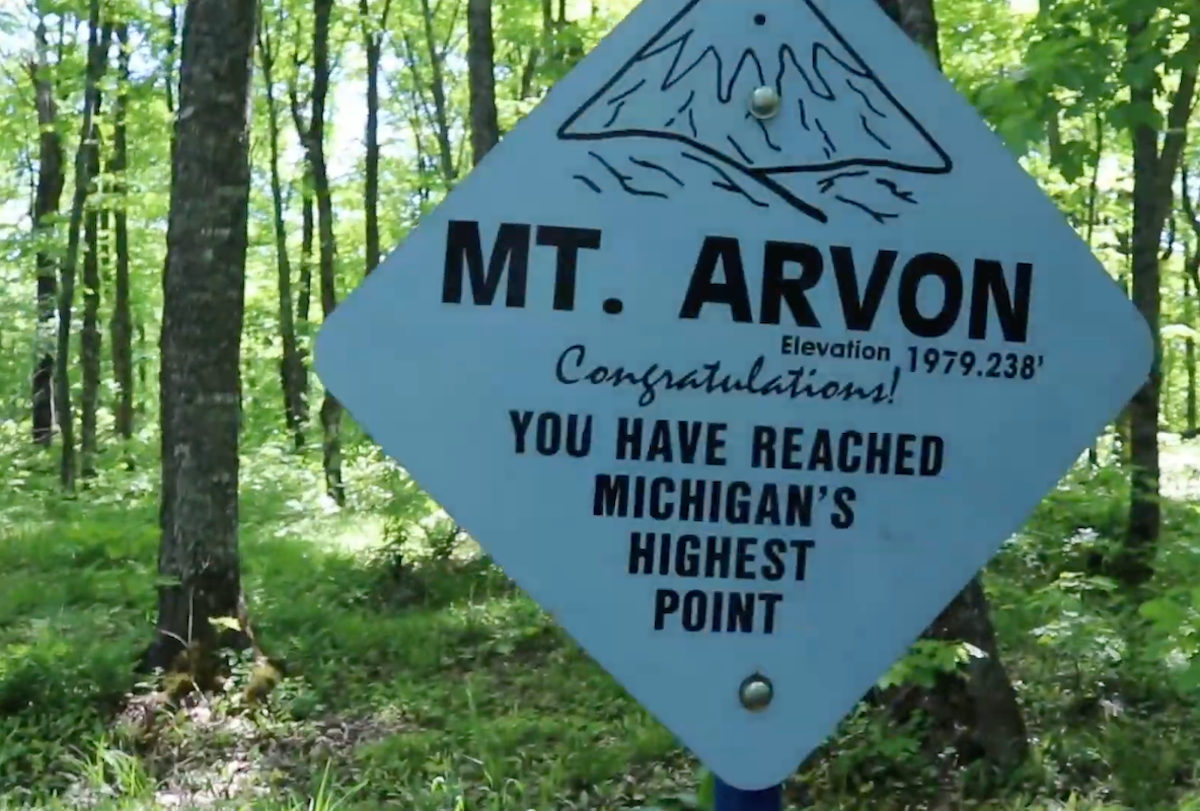 MT. ARVON
Elevation 1979.238'
Congratulations!
YOU HAVE REACHED
MICHIGAN'S
HIGHEST
POINT